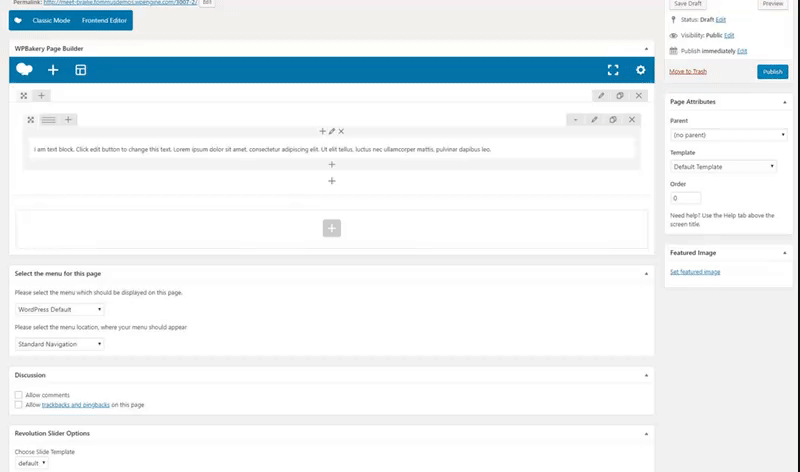 Permalink: http://meet-braille.fornmusdemos.wpengine.com/3907-2/ Edit
Save Draft
Preview
Classic Mode
Frontend Editor
Status: Draft Edit
Visibility: Public Edit
Publish immediately Edit
Move to Trash
Publish
WPBakery Page Builder
I am text block. Click edit button to change this text. Lorem ipsum dolor sit amet, consectetur adipiscing elit. Ut elit tellus, luctus nec ullamcorper mattis, pulvinar dapibus leo.
Page Attributes
Parent
(no parent)
Template
Default Template
Order
0
Need help? Use the Help tab above the
screen title.
Featured Image
Set featured image
Select the menu for this page
Please select the menu which should be displayed on this page.
WordPress Default
Please select the menu location, where your menu should appear
Standard Navigation
Discussion
Allow comments
Allow trackbacks and pingbacks on this page
Revolution Slider Options
Choose Slide Template
default